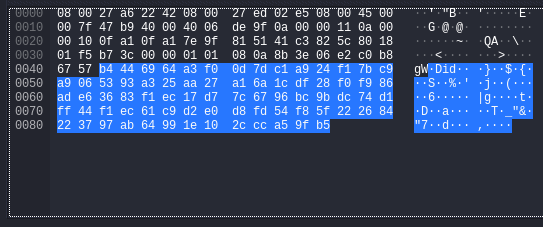 0000 08 00 27 a6 22 42 08 00 27 ed 02 e5 08 00 45 00 ··'·"B·· '·····E·
0010 00 7f 47 b9 40 00 40 06 de 9f 0a 00 00 11 0a 00 ··G·@·@· ········
0020 00 10 0f a1 0f a1 7e 9f 81 51 41 c3 82 5c 80 18 ······~· ·QA··\··
0030 01 f5 b7 3c 40 00 01 01 08 0a 8b 3e 06 e2 c0 b8
0040 67 57 b4 44 69 64 a3 f0 0d 7d c1 a9 24 f1 7b c9 gW·Did·· ·}··$·{·
0050 a9 06 53 93 a3 25 aa 27 a1 6a 1c df 28 f0 f9 86 ··S··%·' ·j··(···
0060 ad e6 36 83 f1 ec 17 d7 7c 67 96 bc 9b dc 74 d1 ··6····· |g····t·
0070 ff 44 f1 ec 61 c9 d2 e0 d8 fd 54 f8 5f 22 26 84 ·D··a··· ··T·_"&·
0080 22 37 97 ab 64 99 1e 10 2c cc a5 9f b5 "7··d··· ,····